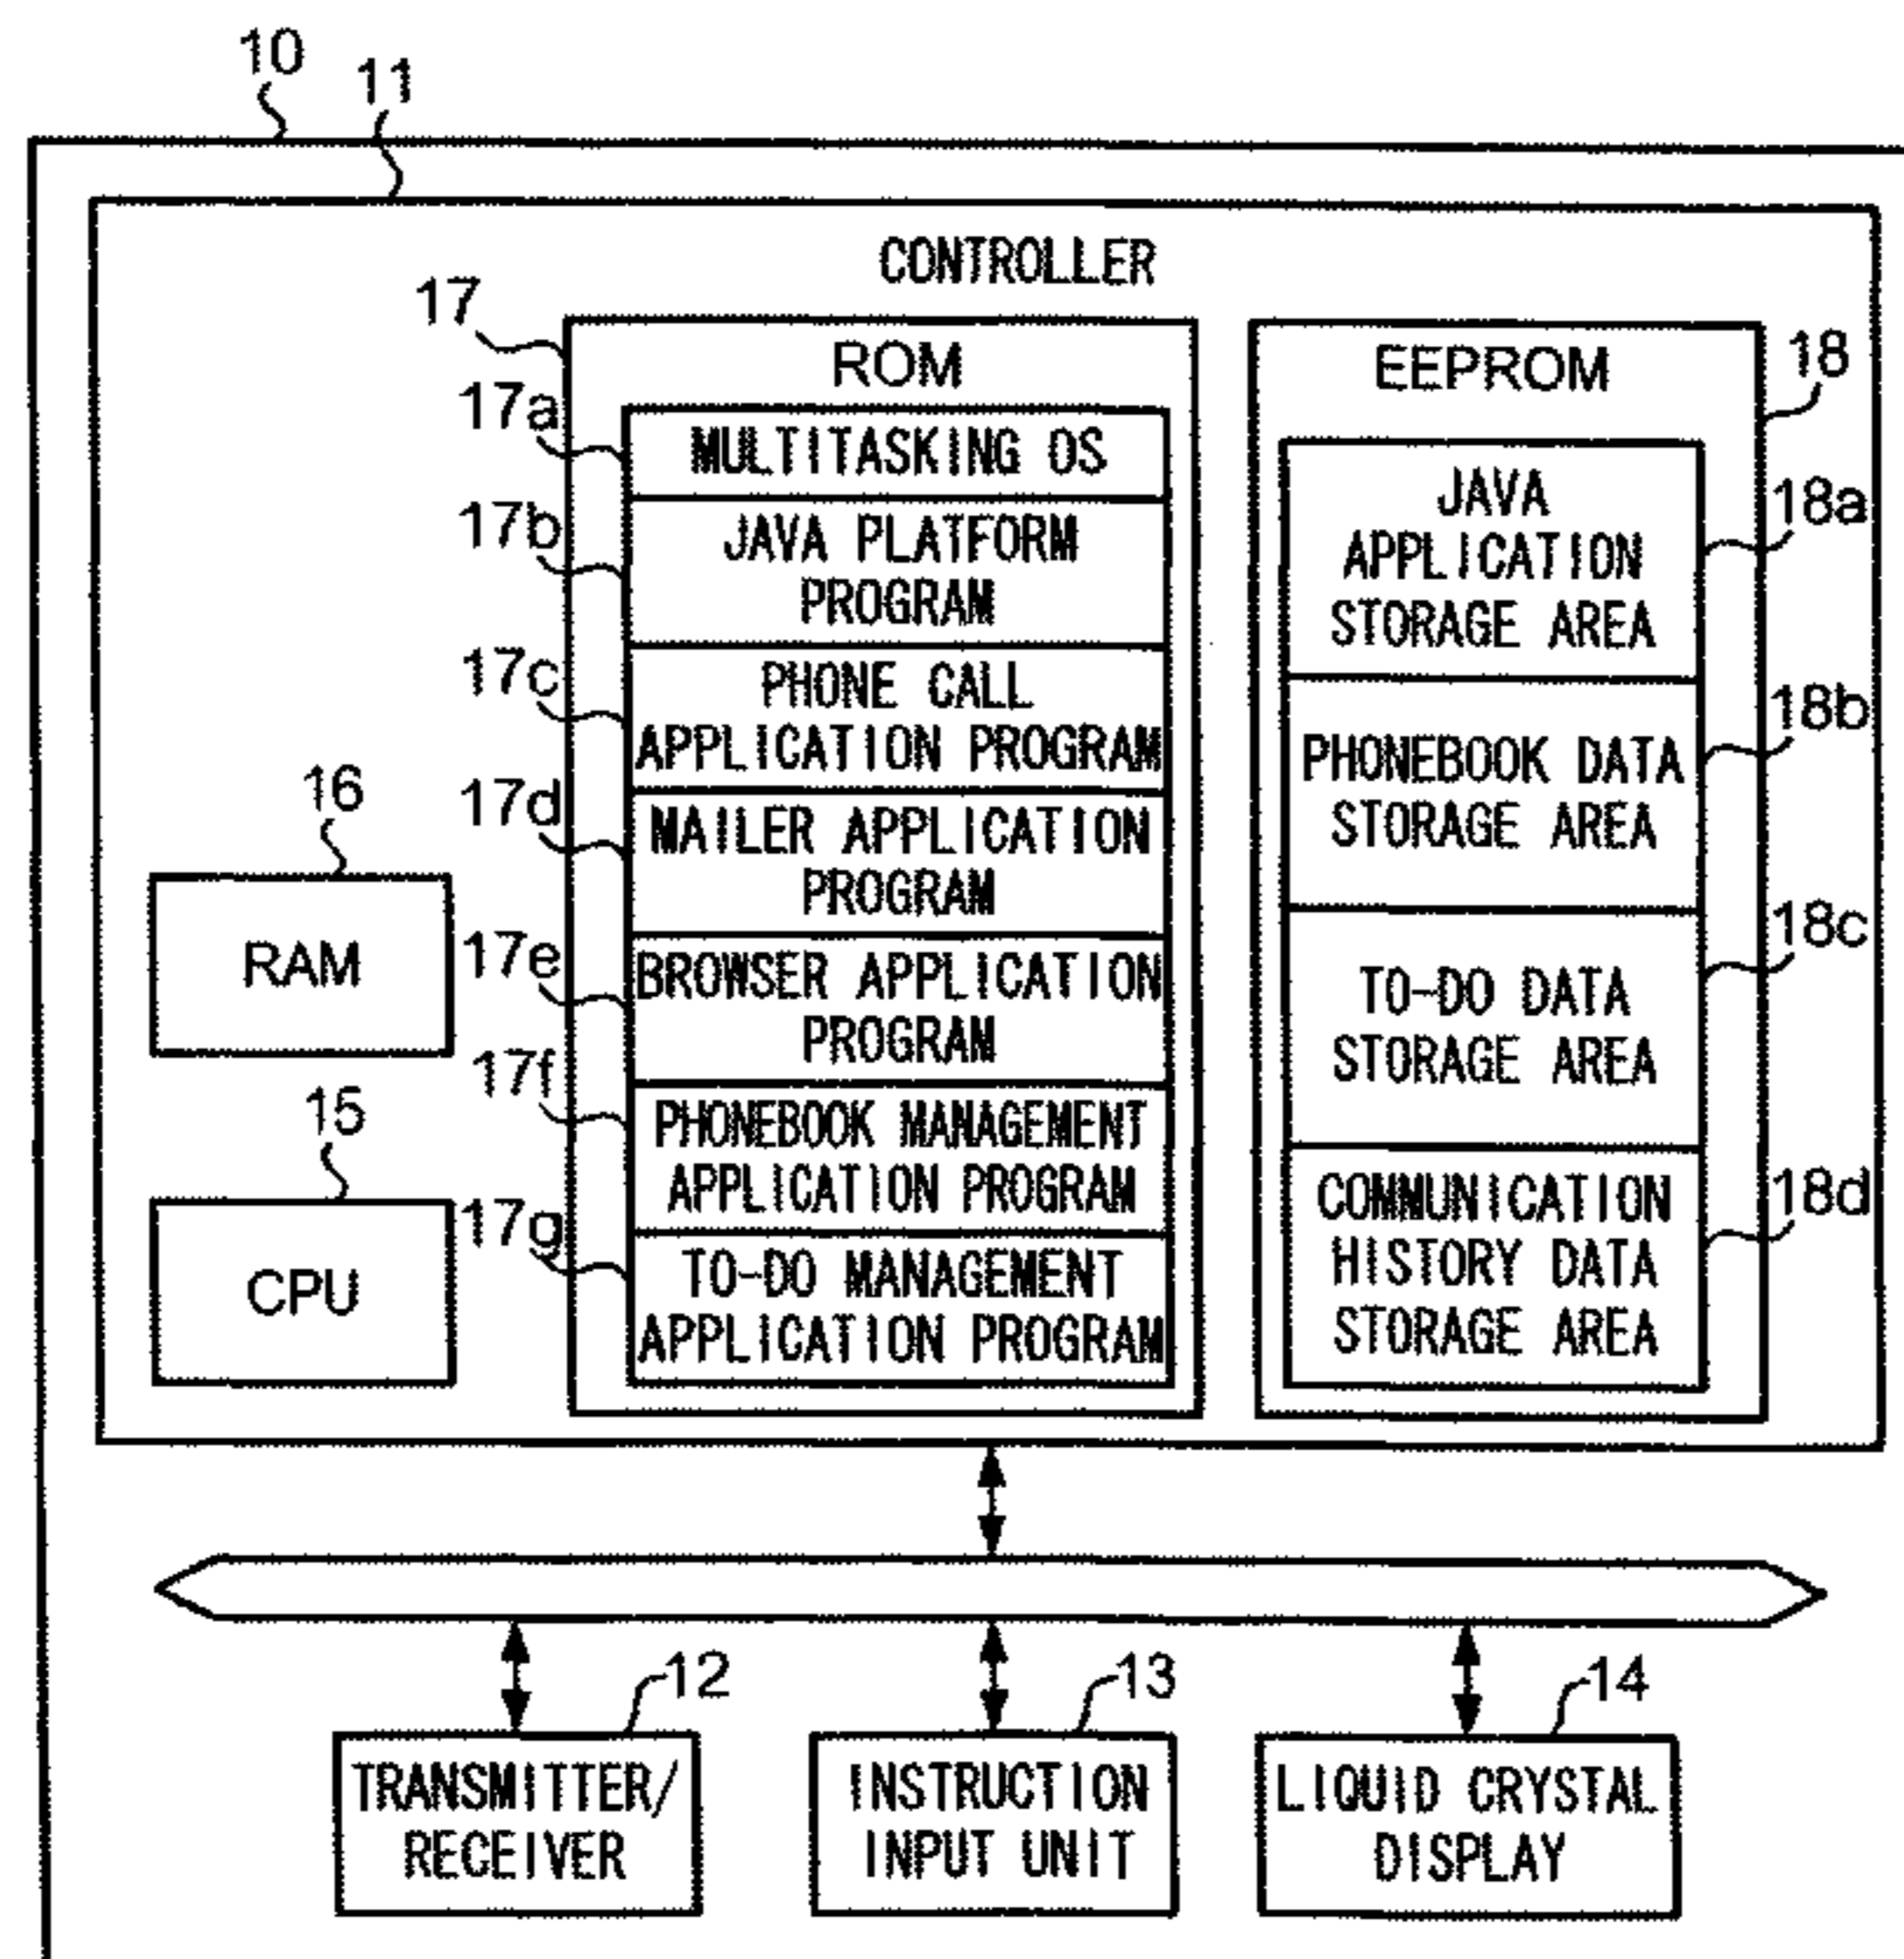 10
11
CONTROLLER
17
ROM
17a
MULTITASKING OS
17b
JAVA PLATFORM
PROGRAM
17c
PHONE CALL
APPLICATION PROGRAM
17d
MAILER APPLICATION
PROGRAM
17e
BROWSER APPLICATION
PROGRAM
17f
PHONEBOOK MANAGEMENT
APPLICATION PROGRAM
17g
TO-DO MANAGEMENT
APPLICATION PROGRAM
EEPROM
18
JAVA
APPLICATION
STORAGE AREA
18a
PHONEBOOK DATA
STORAGE AREA
18b
TO-DO DATA
STORAGE AREA
18c
COMMUNICATION
HISTORY DATA
STORAGE AREA
18d
16
RAM
15
CPU
12
TRANSMITTER/
RECEIVER
13
INSTRUCTION
INPUT UNIT
14
LIQUID CRYSTAL
DISPLAY